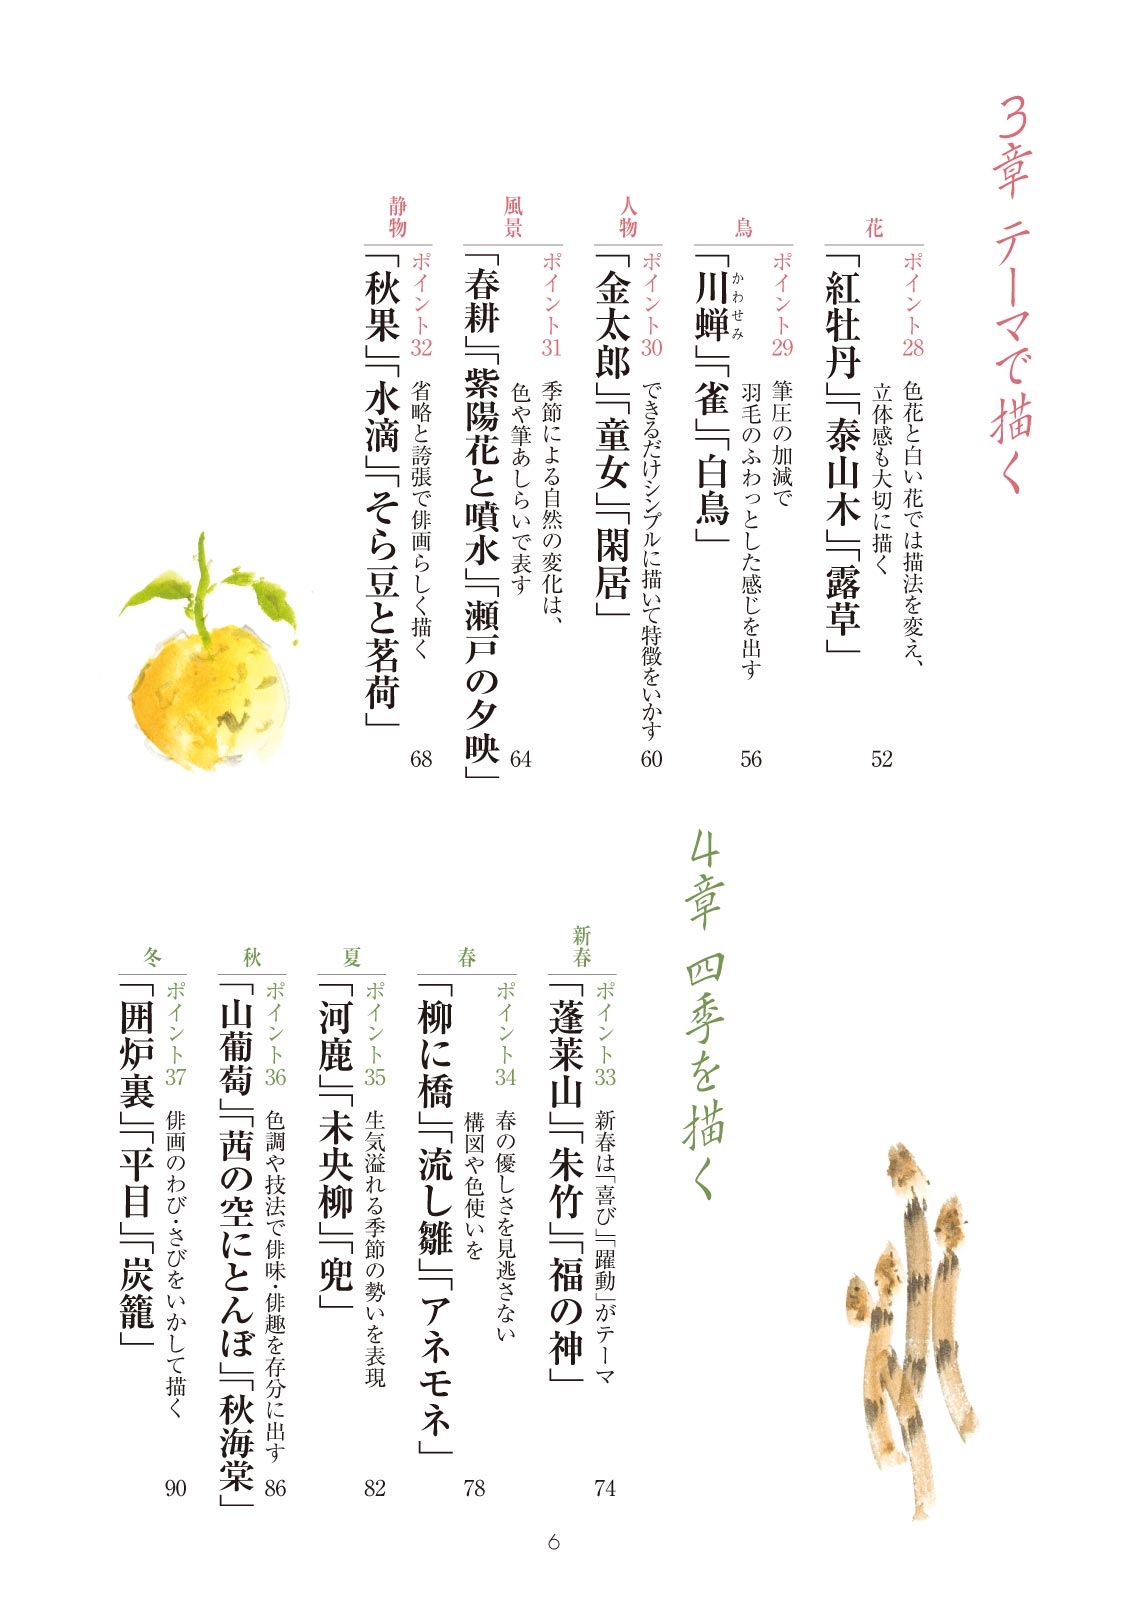 3章 テーマで描く
花
ポイント28 色花と白い花では描法を変え、
立体感も大切に描く 52
「紅牡丹」「泰山木」「露草」
鳥
ポイント29 筆圧の加減で
羽毛のふわっとした感じを出す 56
かわせみ
「川蝉」「雀」「白鳥」
人物
ポイント30 できるだけシンプルに描いて特徴をいかす 60
「金太郎」「童女」「閑居」
風景
ポイント31 季節による自然の変化は、
色や筆あしらいで表す 64
「春耕」「紫陽花と噴水」「瀬戸の夕映」
静物
ポイント32 省略と誇張で俳画らしく描く 68
「秋果」「水滴」「そら豆と茗荷」
4章 四季を描く
新春
ポイント33 新春は「喜び」「躍動」がテーマ 74
「蓬莱山」「朱竹」「福の神」
春
ポイント34 春の優しさを見逃さない
構図や色使いを 78
「柳に橋」「流し雛」「アネモネ」
夏
ポイント35 生気溢れる季節の勢いを表現 82
「河鹿」「未央柳」「兜」
秋
ポイント36 色調や技法で俳味・俳趣を存分に出す 86
「山葡萄」「茜の空にとんぼ」「秋海棠」
冬
ポイント37 俳画のわび・さびをいかして描く 90
「囲炉裏」「平目」「炭籠」
6